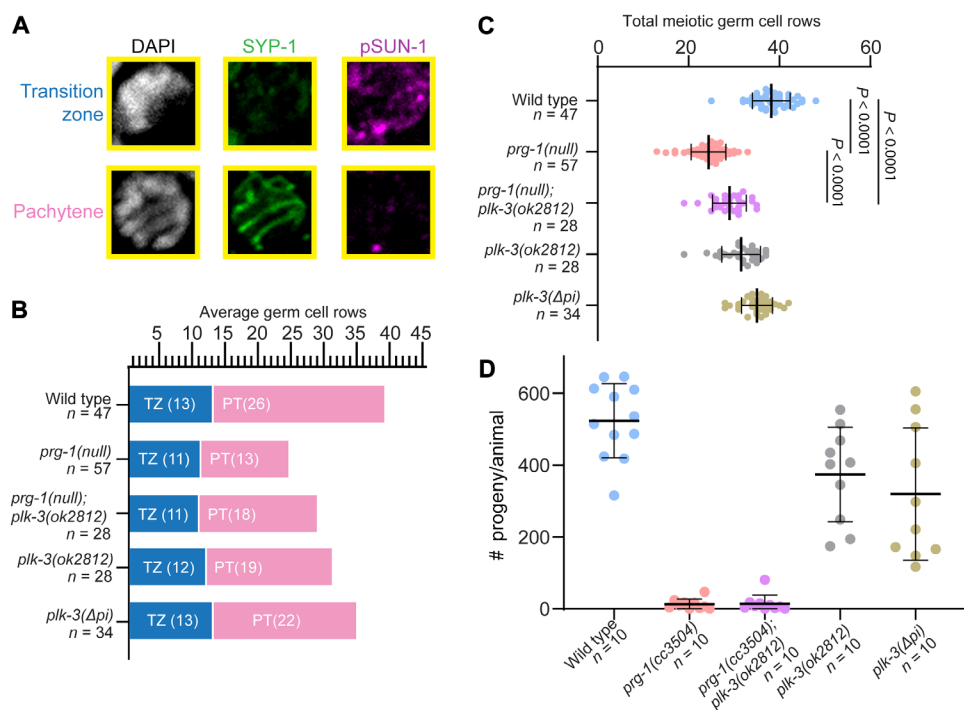 A
DAPI
SYP-1
pSUN-1
Transition
zone
Pachytene
B
Average germ cell rows
5 10 15 20 25 30 35 40 45
Wild type
n = 47
TZ (13) PT(26)
prg-1(null)
n = 57
TZ (11) PT(13)
prg-1(null);
plk-3(ok2812)
n = 28
TZ (11) PT(18)
plk-3(ok2812)
n = 28
TZ (12) PT(19)
plk-3(Δpi)
n = 34
TZ (13) PT(22)
C
Total meiotic germ cell rows
0 20 40 60
Wild type
n = 47
prg-1(null)
n = 57
prg-1(null);
plk-3(ok2812)
n = 28
plk-3(ok2812)
n = 28
plk-3(Δpi)
n = 34
P < 0.0001
P < 0.0001
P < 0.0001
D
# progeny/animal
600
400
200
0
Wild type
n = 10
prg-1(cc3504)
n = 10
prg-1(cc3504);
plk-3(ok2812)
n = 10
plk-3(ok2812)
n = 10
plk-3(Δpi)
n = 10